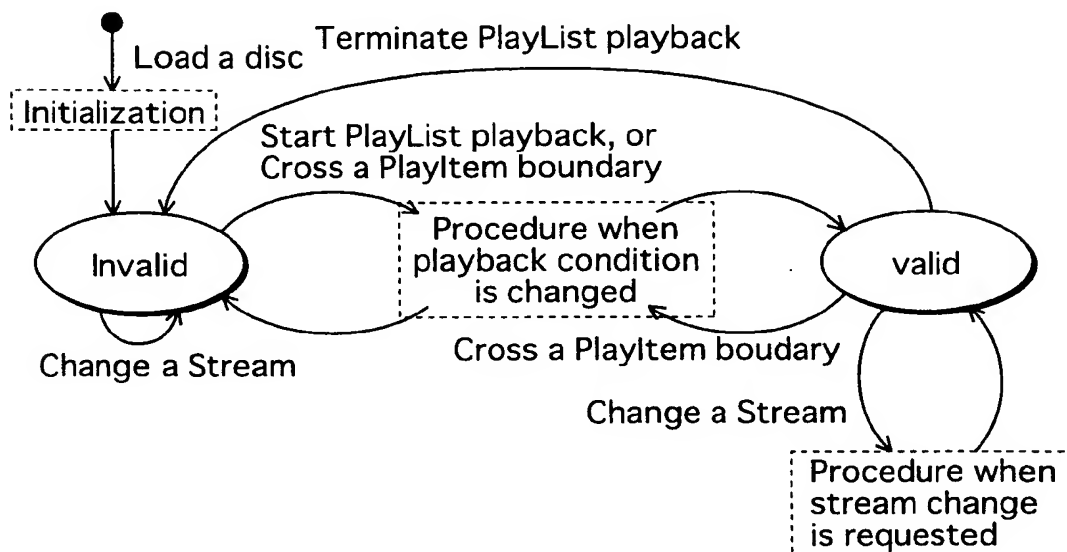 Terminate PlayList playback
Load a disc
Initialization
Start PlayList playback, or
Cross a PlayItem boundary
Procedure when
playback condition
is changed
Invalid
valid
Change a Stream
Cross a PlayItem boudary
Change a Stream
Procedure when
stream change
is requested